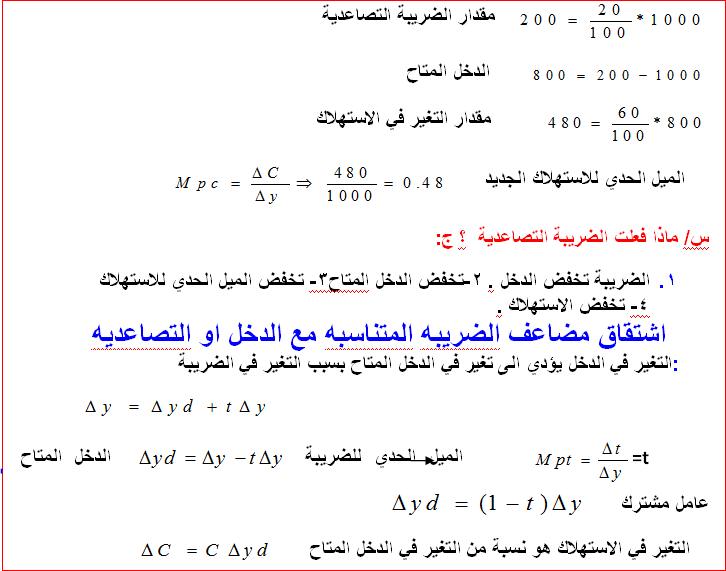 مقدار الضريبة التصاعدية 200 = 20/100 * 1000
الدخل المتاح 800 = 200 − 1000
مقدار التغير في الاستهلاك 480 = 60/100 * 800
الميل الحدي للاستهلاك الجديد Mpc = ΔC/Δy ⇒ 480/1000 = 0.48
س/ ماذا فعلت الضريبة التصاعدية ؟ ج:
١. الضريبة تخفض الدخل . ٢-تخفض الدخل المتاح٣- تخفض الميل الحدي للاستهلاك
٤- تخفض الاستهلاك .
اشتقاق مضاعف الضريبه المتناسبه مع الدخل او التصاعديه
:التغير في الدخل يؤدي الى تغير في الدخل المتاح بسبب التغير في الضريبة
Δy = Δyd + tΔy
Mpt = Δt/Δy =t الميل الحدي للضريبة Δyd = Δy − tΔy الدخل المتاح
عامل مشترك Δyd = (1 − t)Δy
التغير في الاستهلاك هو نسبة من التغير في الدخل المتاح ΔC = CΔyd